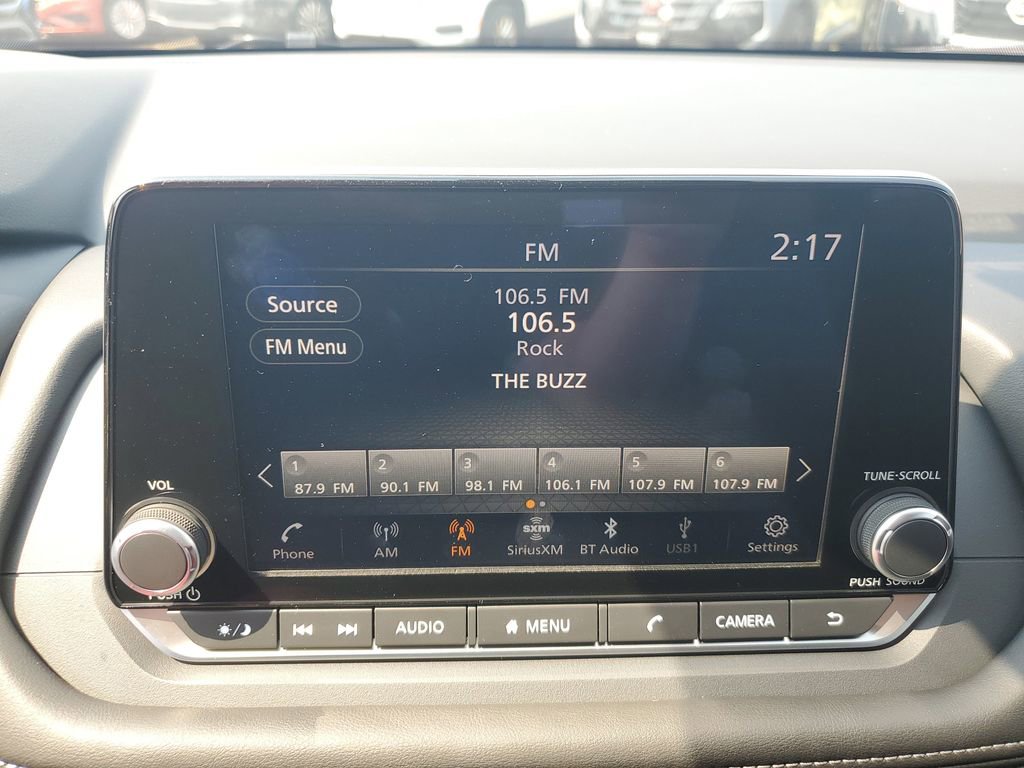 FM
2:17
Source
106.5 FM
106.5
FM Menu
Rock
THE BUZZ
1 2 3 4 5 6
87.9 FM 90.1 FM 98.1 FM 106.1 FM 107.9 FM 107.9 FM
VOL
TUNE·SCROLL
Phone AM FM sxm SiriusXM BT Audio USB1 Settings
PUSH
PUSH SOUND
AUDIO MENU CAMERA